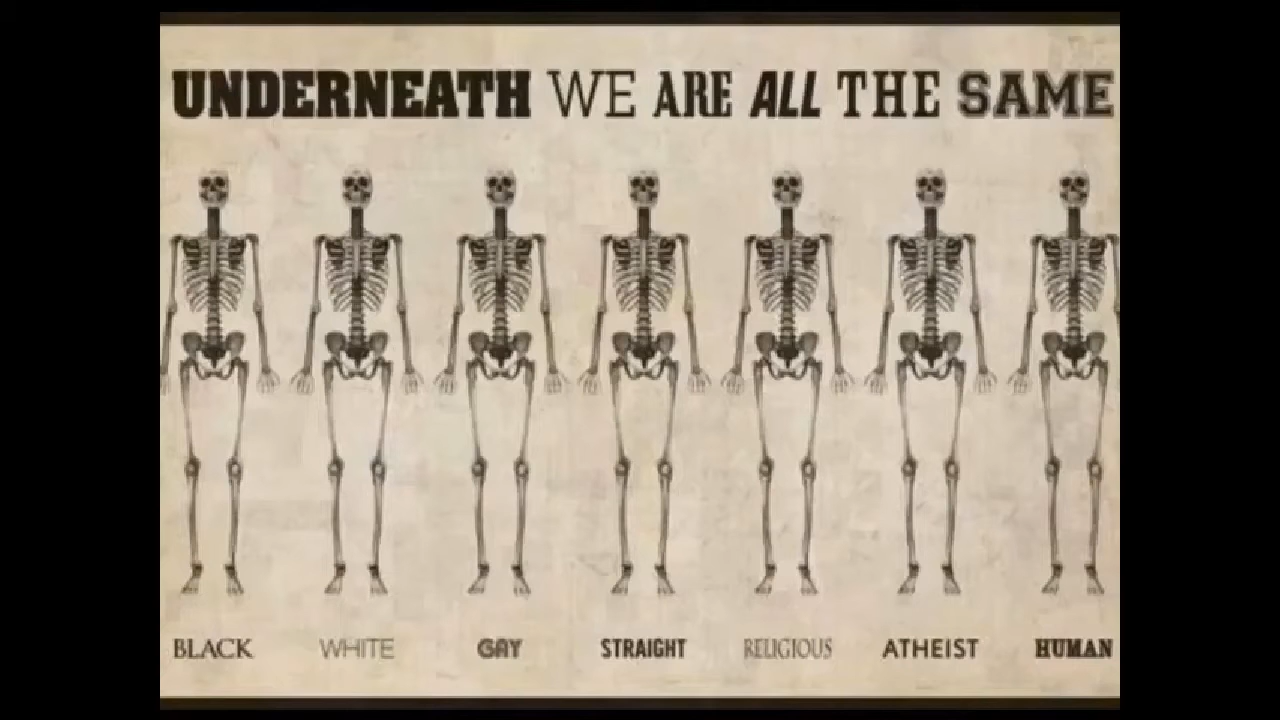 UNDERNEATH WE ARE ALL THE SAME
BLACK WHITE GAY STRAIGHT RELIGIOUS ATHEIST HUMAN